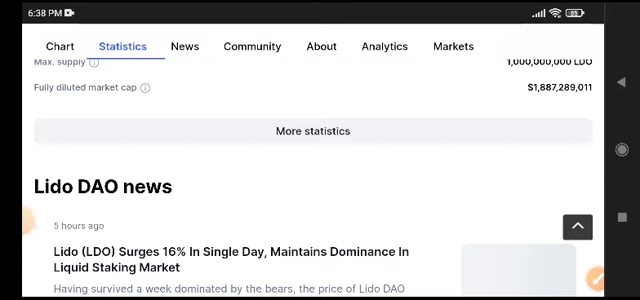 6:38 PM
Chart Statistics News Community About Analytics Markets
Max. supply 1,000,000,000 LDO
Fully diluted market cap $1,887,289,011
More statistics
Lido DAO news
5 hours ago
Lido (LDO) Surges 16% In Single Day, Maintains Dominance In
Liquid Staking Market
Having survived a week dominated by the bears, the price of Lido DAO